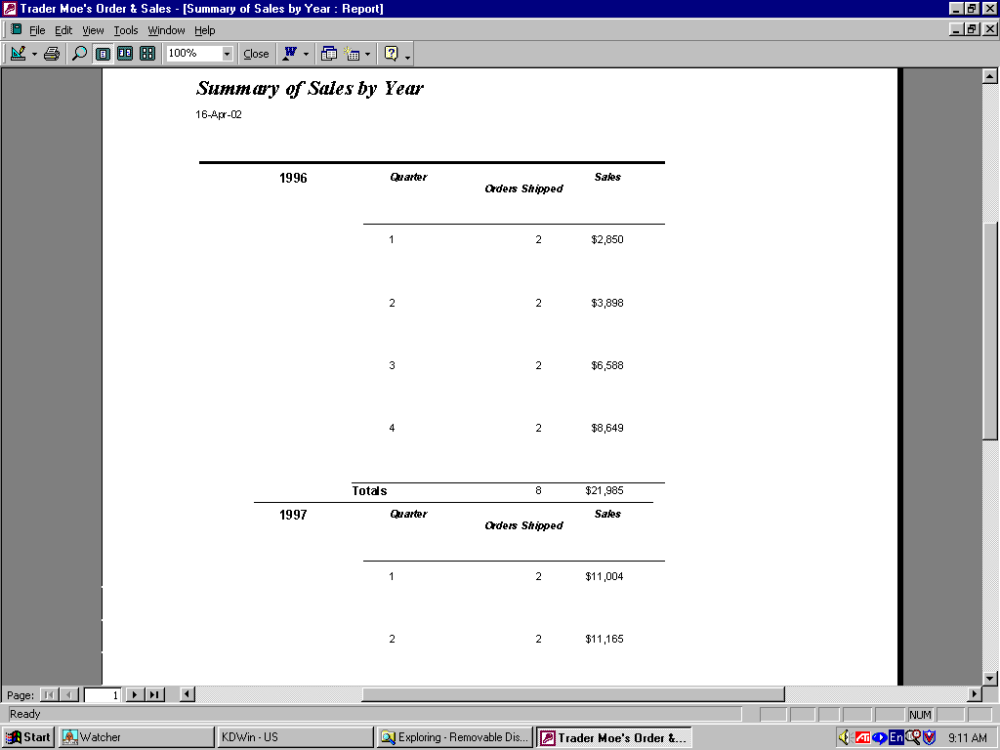 Trader Moe's Order & Sales - [Summary of Sales by Year : Report]
File Edit View Tools Window Help
100% Close
Summary of Sales by Year
16-Apr-02
1996 Quarter Orders Shipped Sales
1 2 $2,850
2 2 $3,898
3 2 $6,588
4 2 $8,649
Totals 8 $21,985
1997 Quarter Orders Shipped Sales
1 2 $11,004
2 2 $11,165
Page: 1
Ready NUM
Start Watcher KDWin - US Exploring - Removable Dis... Trader Moe's Order &... En 9:11 AM